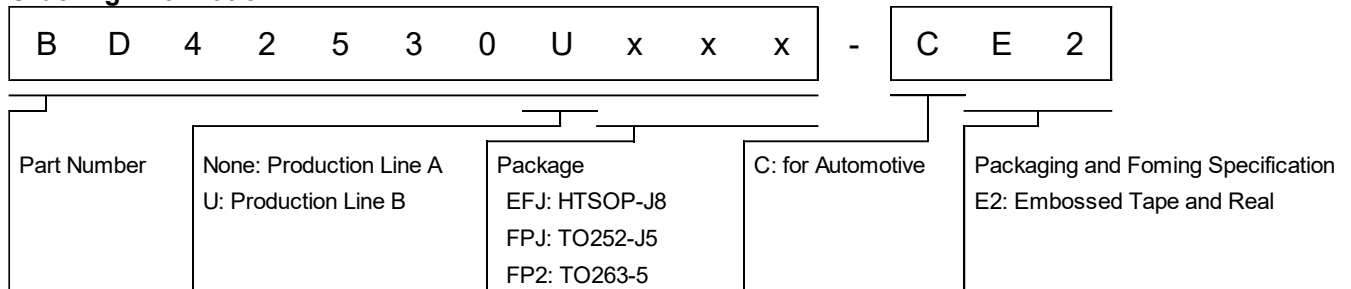 B D 4 2 5 3 0 U x x x - C E 2
Part Number
None: Production Line A
U: Production Line B
Package
EFJ: HTSOP-J8
FPJ: TO252-J5
FP2: TO263-5
C: for Automotive
Packaging and Foming Specification
E2: Embossed Tape and Real